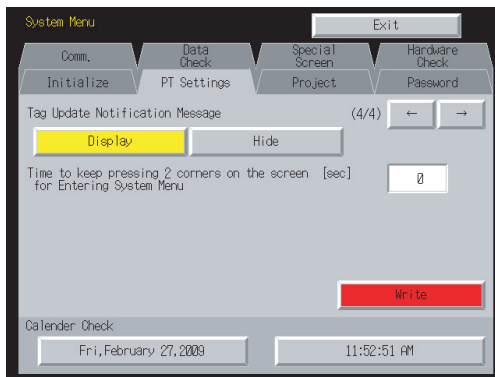 System Menu
Exit
Comm.
Data
Check
Special
Screen
Hardware
Check
Initialize
PT Settings
Project
Password
Tag Update Notification Message
(4/4)
←
→
Display
Hide
Time to keep pressing 2 corners on the screen [sec]
for Entering System Menu
0
Write
Calender Check
Fri,February 27,2009
11:52:51 AM